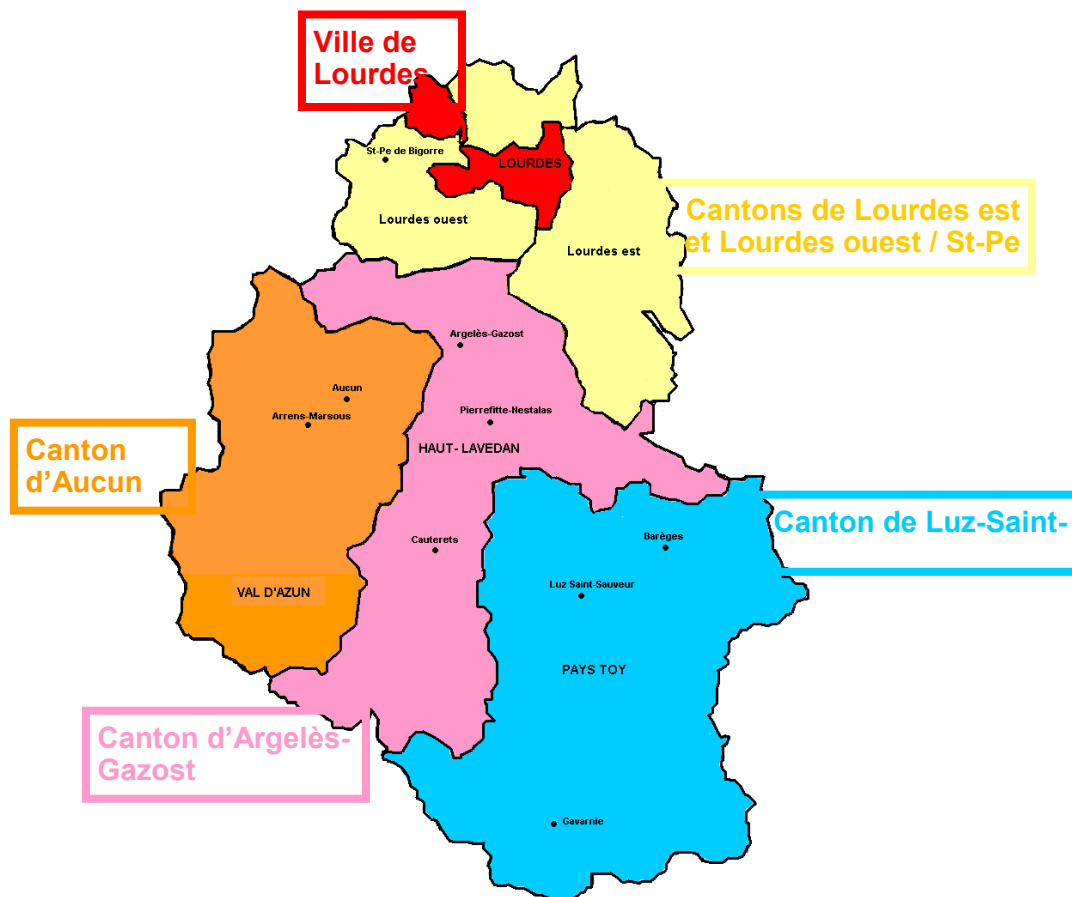 Ville de
Lourdes
St-Pe de Bigorre
LOURDES
Lourdes ouest
Lourdes est
Cantons de Lourdes est
et Lourdes ouest / St-Pe
Argelès-Gazost
Aucun
Arrens-Marsous
Pierrefitte-Nestalas
HAUT- LAVEDAN
Canton
d’Aucun
Canton de Luz-Saint-
Cauterets
Barèges
Luz Saint-Sauveur
VAL D'AZUN
PAYS TOY
Canton d’Argelès-
Gazost
Gavarnie